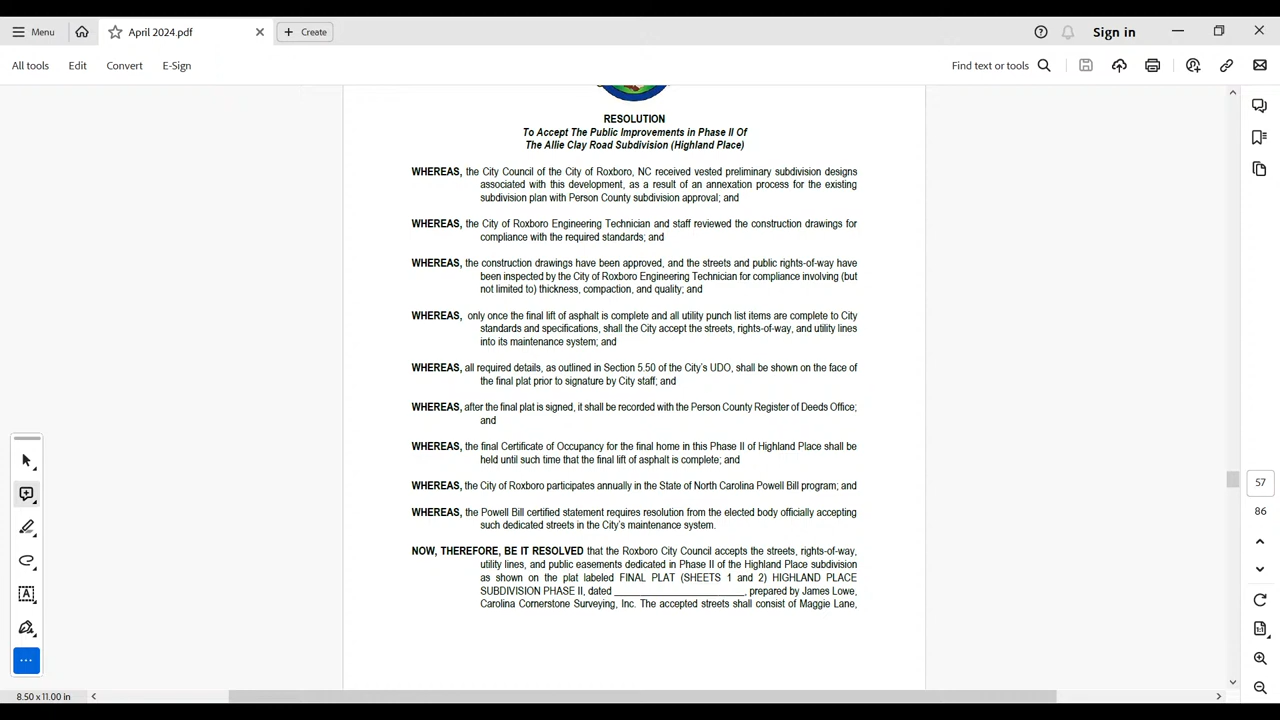 Menu
April 2024.pdf
Create
Sign in
All tools
Edit
Convert
E-Sign
Find text or tools
RESOLUTION
To Accept The Public Improvements in Phase II Of
The Allie Clay Road Subdivision (Highland Place)
WHEREAS, the City Council of the City of Roxboro, NC received vested preliminary subdivision designs
associated with this development, as a result of an annexation process for the existing
subdivision plan with Person County subdivision approval; and
WHEREAS, the City of Roxboro Engineering Technician and staff reviewed the construction drawings for
compliance with the required standards; and
WHEREAS, the construction drawings have been approved, and the streets and public rights-of-way have
been inspected by the City of Roxboro Engineering Technician for compliance involving (but
not limited to) thickness, compaction, and quality; and
WHEREAS, only once the final lift of asphalt is complete and all utility punch list items are complete to City
standards and specifications, shall the City accept the streets, rights-of-way, and utility lines
into its maintenance system; and
WHEREAS, all required details, as outlined in Section 5.50 of the City's UDO, shall be shown on the face of
the final plat prior to signature by City staff; and
WHEREAS, after the final plat is signed, it shall be recorded with the Person County Register of Deeds Office;
and
WHEREAS, the final Certificate of Occupancy for the final home in this Phase II of Highland Place shall be
held until such time that the final lift of asphalt is complete; and
WHEREAS, the City of Roxboro participates annually in the State of North Carolina Powell Bill program; and
WHEREAS, the Powell Bill certified statement requires resolution from the elected body officially accepting
such dedicated streets in the City's maintenance system.
NOW, THEREFORE, BE IT RESOLVED that the Roxboro City Council accepts the streets, rights-of-way,
utility lines, and public easements dedicated in Phase II of the Highland Place subdivision
as shown on the plat labeled FINAL PLAT (SHEETS 1 and 2) HIGHLAND PLACE
SUBDIVISION PHASE II, dated ______________________, prepared by James Lowe,
Carolina Cornerstone Surveying, Inc. The accepted streets shall consist of Maggie Lane,
57
86
8.50 x 11.00 in